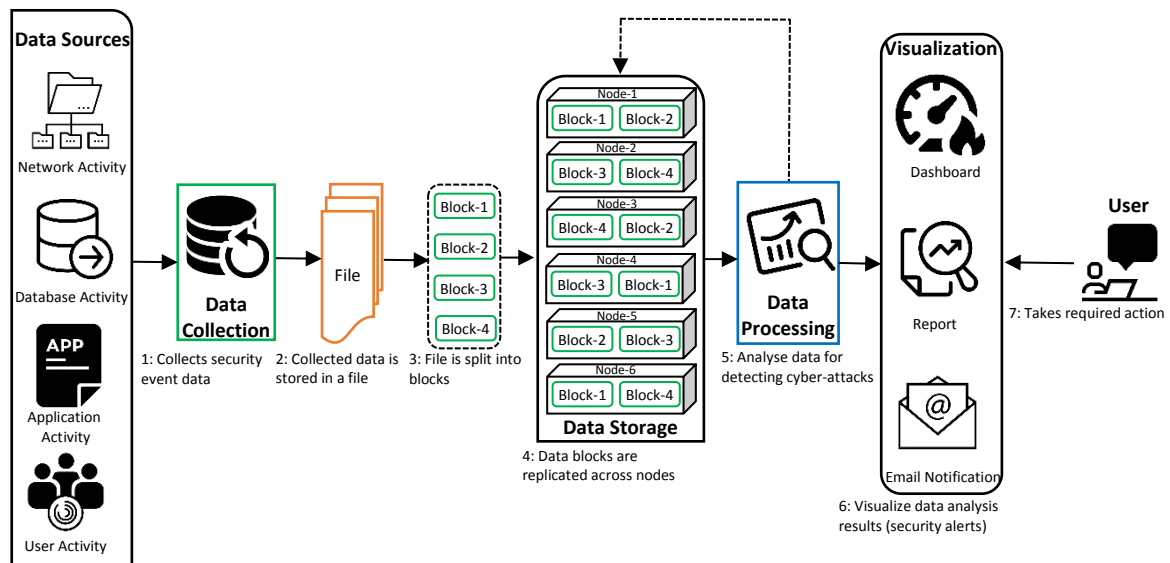 Data Sources
Network Activity
Database Activity
APP
Application
Activity
User Activity
Data
Collection
1: Collects security
event data
File
2: Collected data is
stored in a file
Block-1
Block-2
Block-3
Block-4
3: File is split into
blocks
Node-1
Block-1 Block-2
Node-2
Block-3 Block-4
Node-3
Block-4 Block-2
Node-4
Block-3 Block-1
Node-5
Block-2 Block-3
Node-6
Block-1 Block-4
Data Storage
4: Data blocks are
replicated across nodes
Data
Processing
5: Analyse data for
detecting cyber-attacks
Visualization
Dashboard
Report
@
Email Notification
6: Visualize data analysis
results (security alerts)
User
7: Takes required action